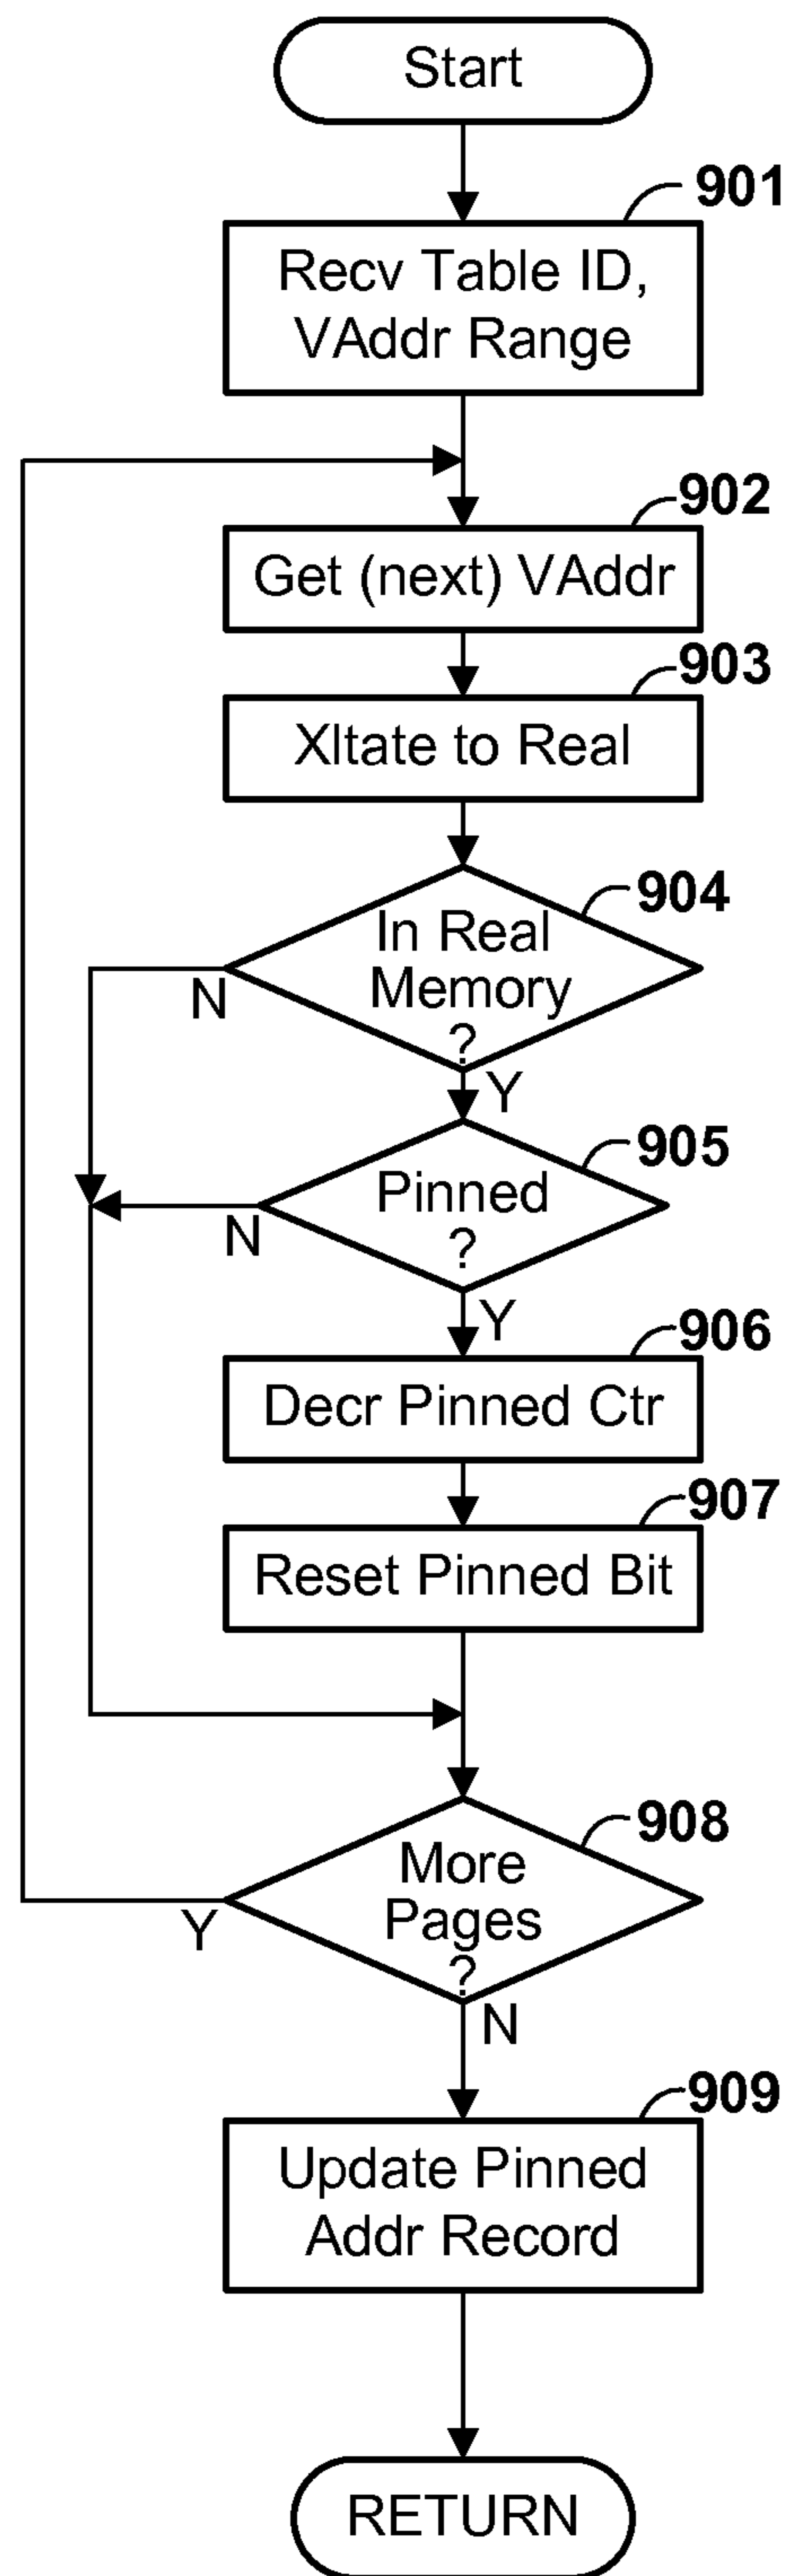 Start
901
Recv Table ID,
VAddr Range
902
Get (next) VAddr
903
Xltate to Real
904
In Real
Memory
?
N
Y
905
Pinned
?
N
Y
906
Decr Pinned Ctr
907
Reset Pinned Bit
908
More
Pages
?
Y
N
909
Update Pinned
Addr Record
RETURN